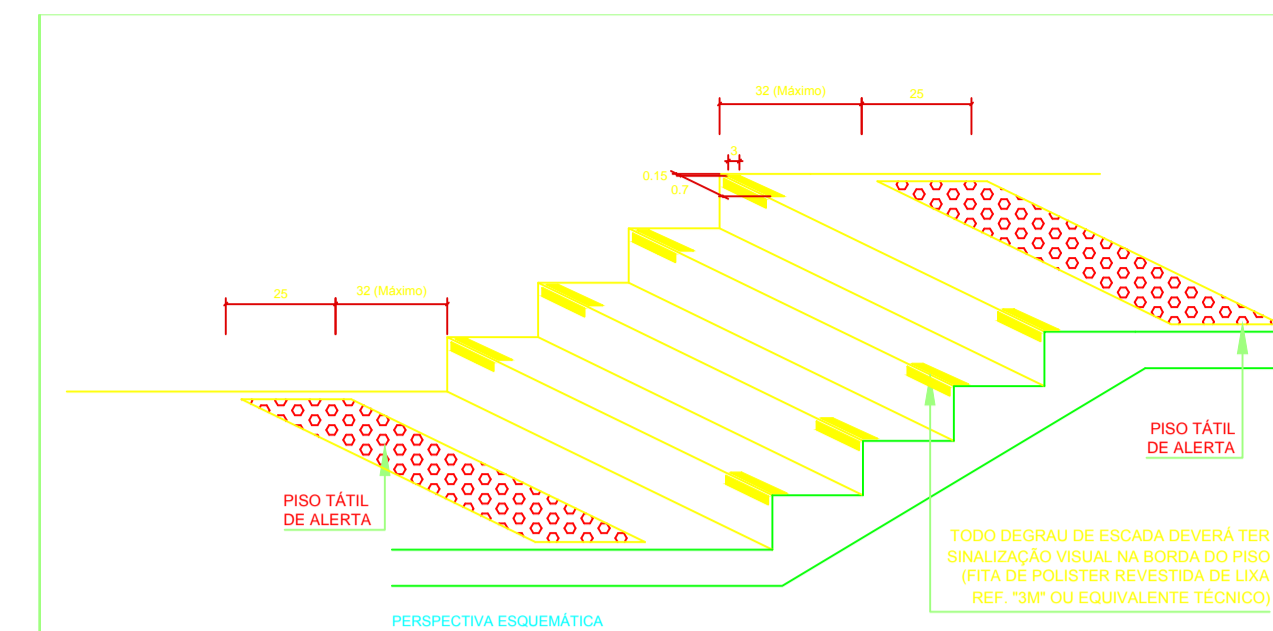 32 (Máximo)
25
3
0.15
0.7
25
32 (Máximo)
PISO TÁTIL
DE ALERTA
PISO TÁTIL
DE ALERTA
TODO DEGRAU DE ESCADA DEVERÁ TER
SINALIZAÇÃO VISUAL NA BORDA DO PISO
(FITA DE POLISTER REVESTIDA DE LIXA
REF. "3M" OU EQUIVALENTE TÉCNICO)
PERSPECTIVA ESQUEMÁTICA